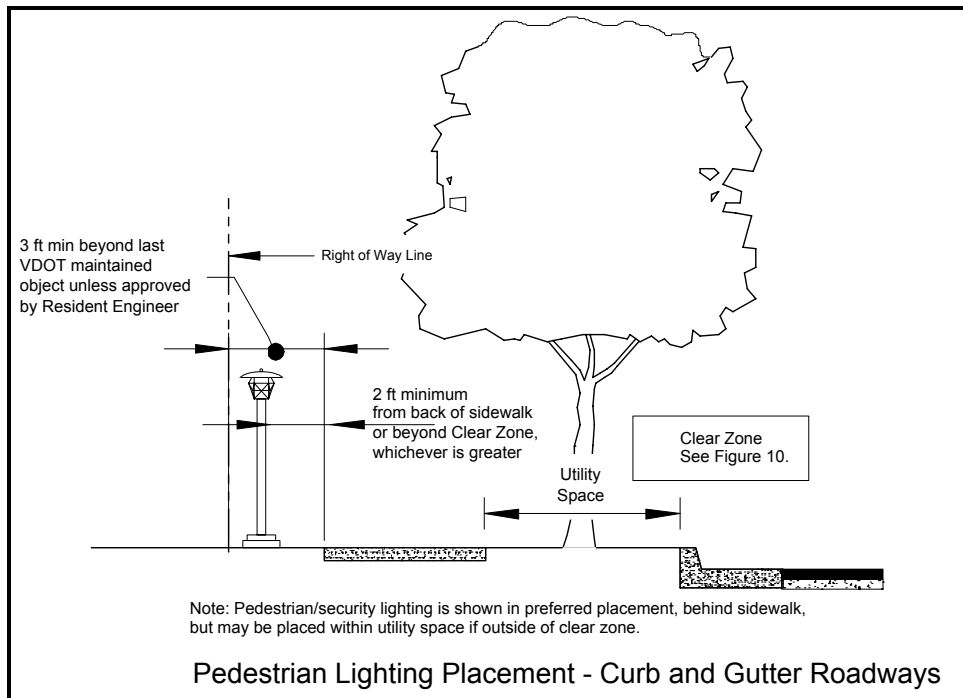 3 ft min beyond last
VDOT maintained
object unless approved
by Resident Engineer
Right of Way Line
2 ft minimum
from back of sidewalk
or beyond Clear Zone,
whichever is greater
Clear Zone
See Figure 10.
Utility
Space
Note: Pedestrian/security lighting is shown in preferred placement, behind sidewalk,
but may be placed within utility space if outside of clear zone.
Pedestrian Lighting Placement - Curb and Gutter Roadways